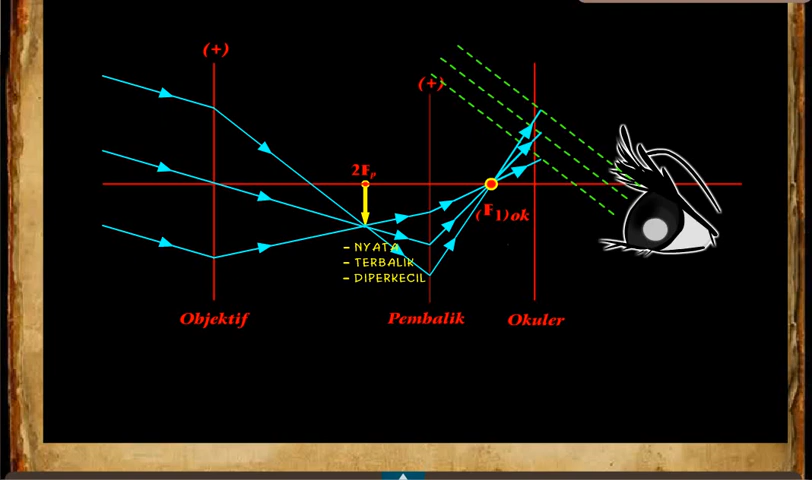 (+)
(+)
2Fp
(F1)ok
- NYATA
- TERBALIK
- DIPERKECIL
Objektif
Pembalik
Okuler